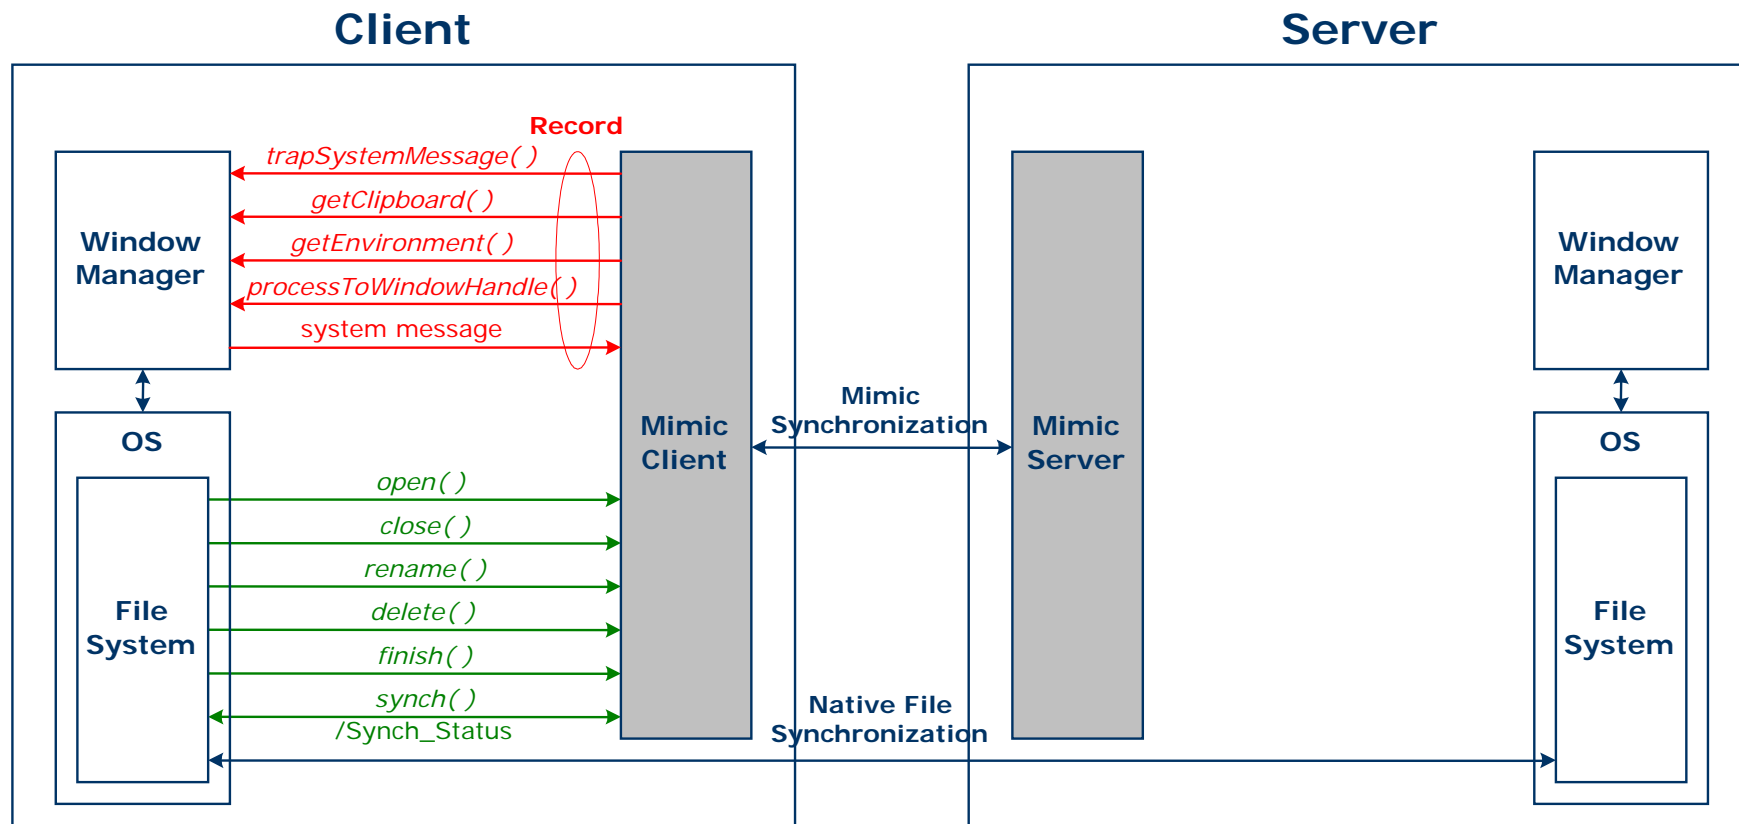 Client
Server
Record
trapSystemMessage( )
getClipboard( )
getEnvironment( )
processToWindowHandle( )
system message
Window
Manager
Window
Manager
OS
Mimic
Client
Mimic
Synchronization
Mimic
Server
OS
open( )
close( )
rename( )
delete( )
finish( )
synch( )
/Synch_Status
File
System
Native File
Synchronization
File
System